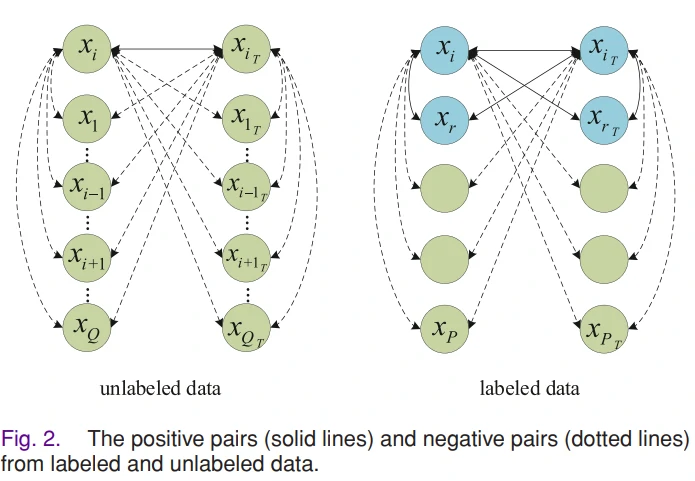 x_i x_{i_T} x_i x_{i_T}
x_1 x_{1_T} x_r x_{r_T}
x_{i-1} x_{i-1_T}
x_{i+1} x_{i+1_T}
x_Q x_{Q_T} x_P x_{P_T}
unlabeled data labeled data
Fig. 2. The positive pairs (solid lines) and negative pairs (dotted lines)
from labeled and unlabeled data.